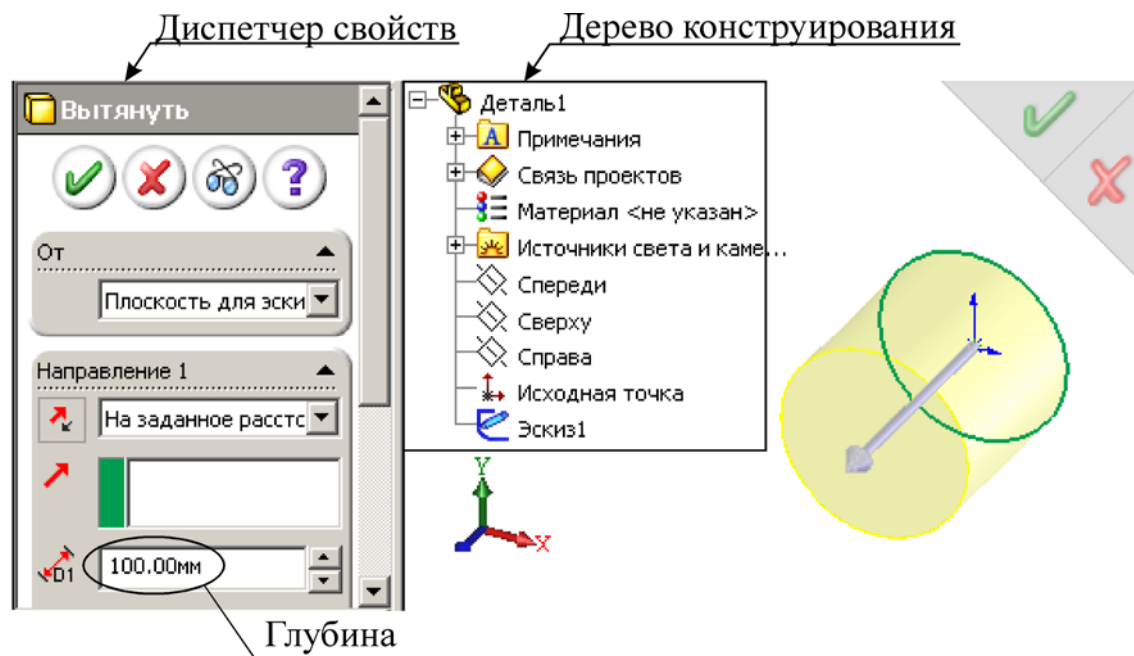 Диспетчер свойств
Дерево конструирования
Вытянуть
?
От
Плоскость для эски
Направление 1
На заданное расстс
D1
100.00мм
Глубина
Деталь1
A
Примечания
Связь проектов
Материал <не указан>
Источники света и каме...
Спереди
Сверху
Справа
Исходная точка
Эскиз1
Y
X